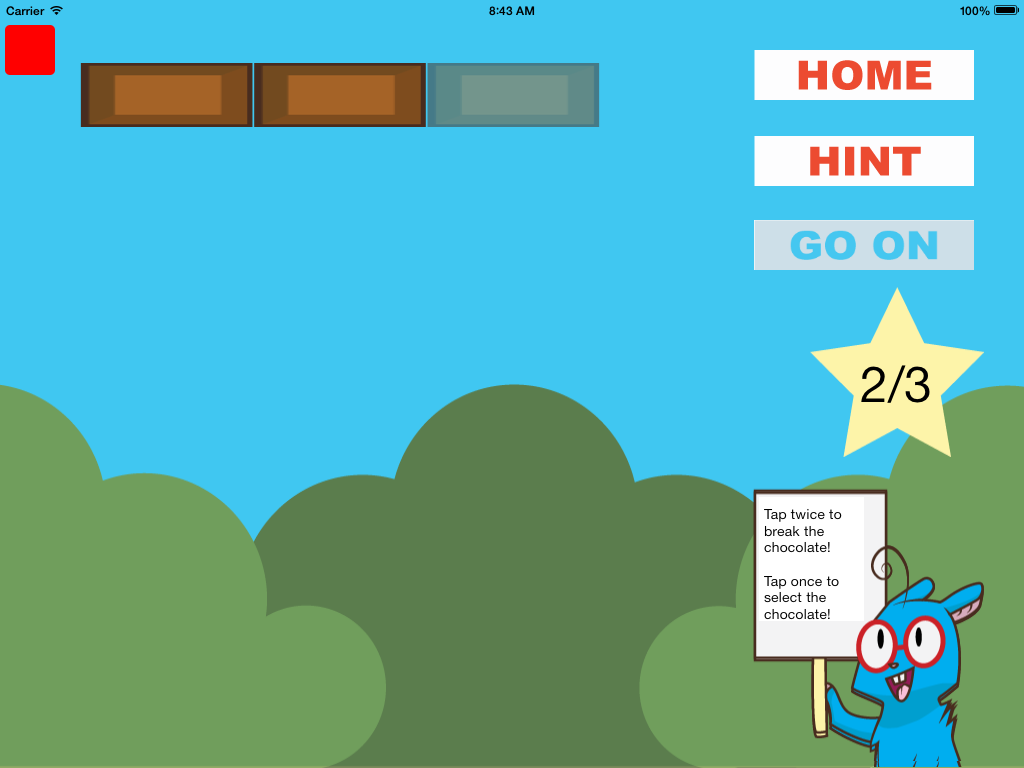 Carrier 8:43 AM 100%
HOME
HINT
GO ON
2/3
Tap twice to
break the
chocolate!
Tap once to
select the
chocolate!